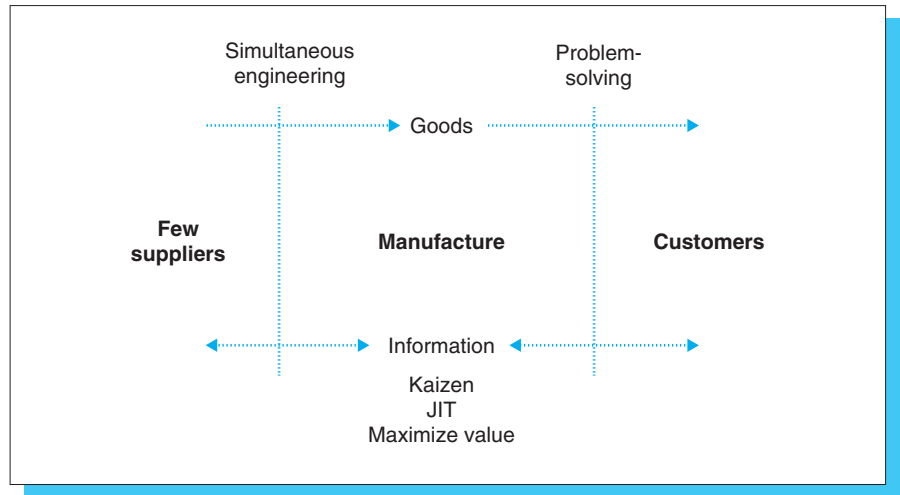 Simultaneous
engineering
Problem-
solving
Goods
Few
suppliers
Manufacture
Customers
Information
Kaizen
JIT
Maximize value